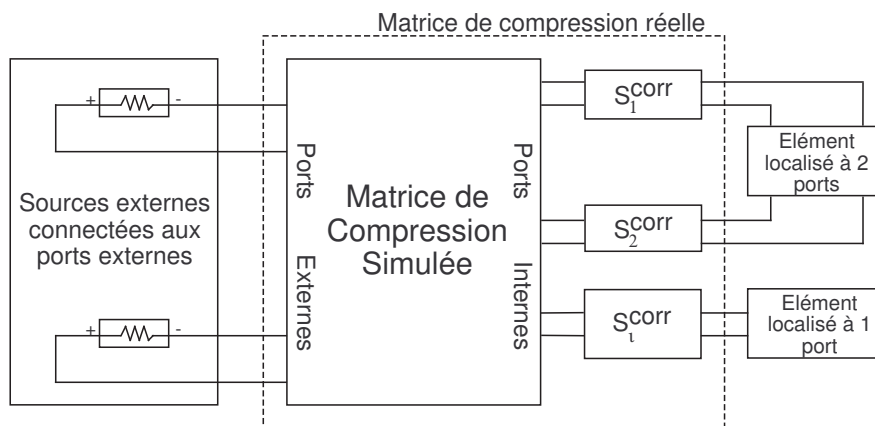 Matrice de compression réelle
+ -
S₁ᶜᵒʳʳ
Elément
localisé à 2
ports
Ports
Ports
Sources externes
connectées aux
ports externes
Matrice de
Compression
Simulée
S₂ᶜᵒʳʳ
Externes
Internes
+ -
Sᵢᶜᵒʳʳ
Elément
localisé à 1
port